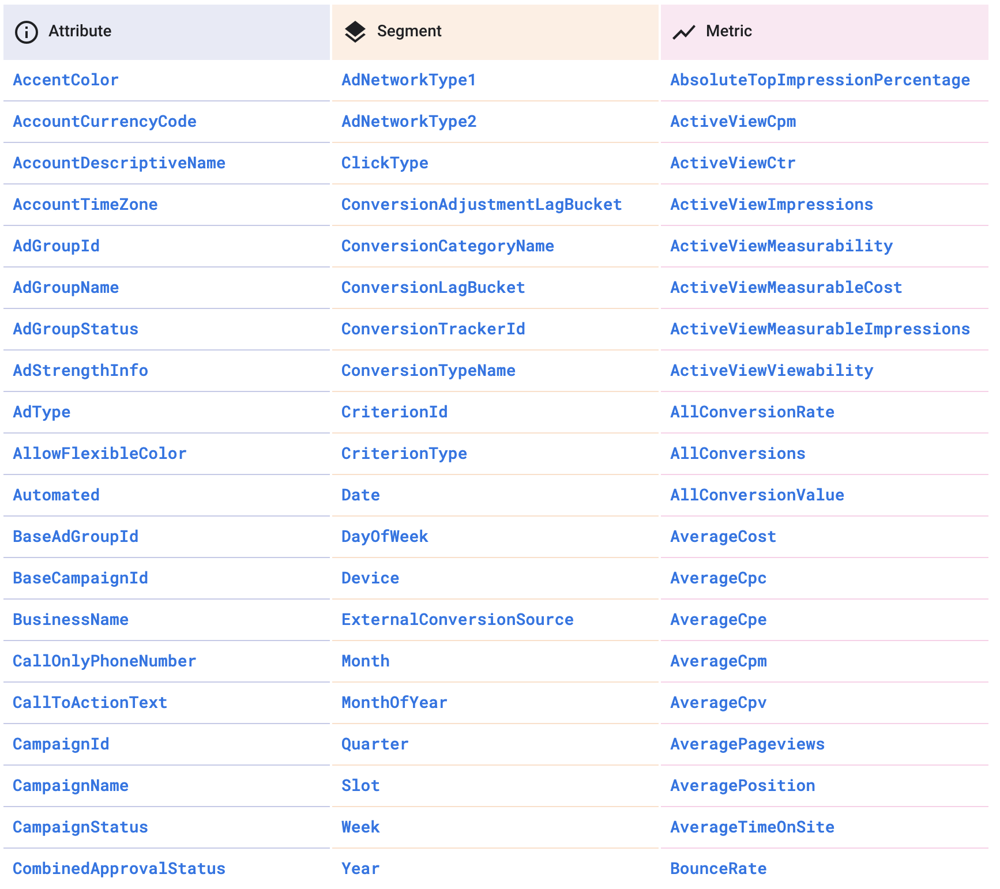 Attribute Segment Metric
AccentColor AdNetworkType1 AbsoluteTopImpressionPercentage
AccountCurrencyCode AdNetworkType2 ActiveViewCpm
AccountDescriptiveName ClickType ActiveViewCtr
AccountTimeZone ConversionAdjustmentLagBucket ActiveViewImpressions
AdGroupId ConversionCategoryName ActiveViewMeasurability
AdGroupName ConversionLagBucket ActiveViewMeasurableCost
AdGroupStatus ConversionTrackerId ActiveViewMeasurableImpressions
AdStrengthInfo ConversionTypeName ActiveViewViewability
AdType CriterionId AllConversionRate
AllowFlexibleColor CriterionType AllConversions
Automated Date AllConversionValue
BaseAdGroupId DayOfWeek AverageCost
BaseCampaignId Device AverageCpc
BusinessName ExternalConversionSource AverageCpe
CallOnlyPhoneNumber Month AverageCpm
CallToActionText MonthOfYear AverageCpv
CampaignId Quarter AveragePageviews
CampaignName Slot AveragePosition
CampaignStatus Week AverageTimeOnSite
CombinedApprovalStatus Year BounceRate